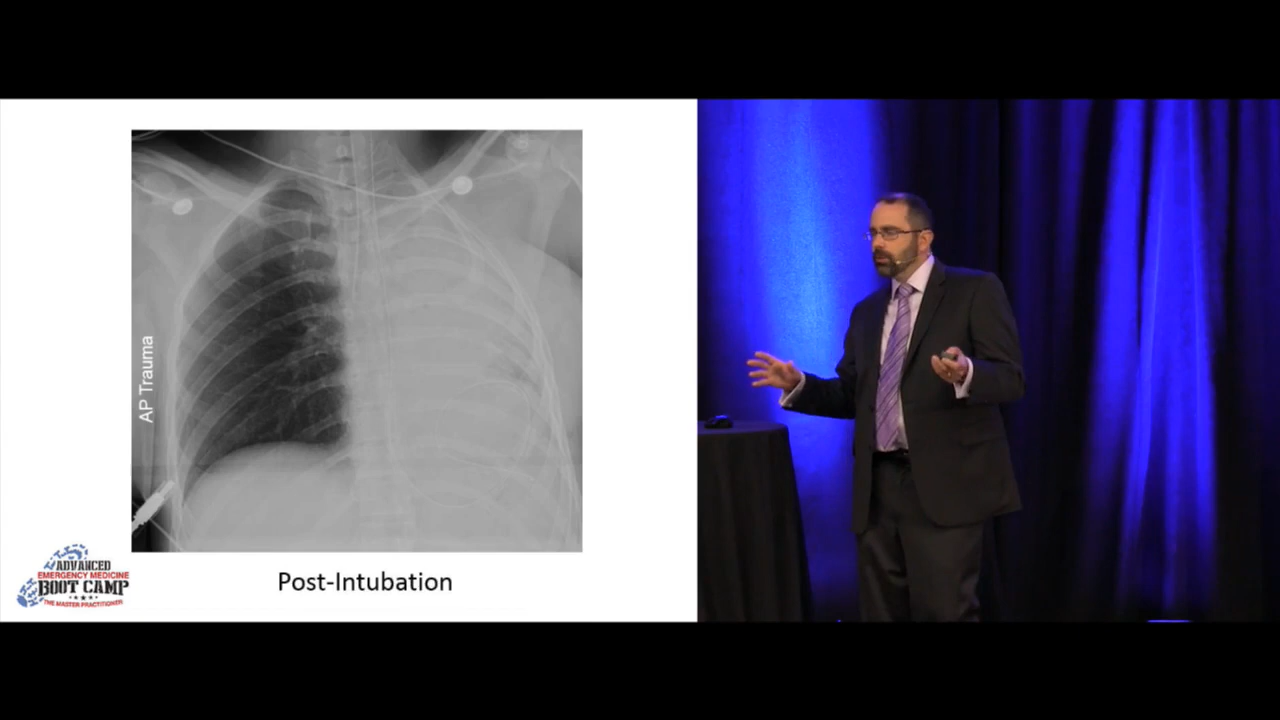 AP Trauma
ADVANCED
EMERGENCY MEDICINE
BOOT CAMP
THE MASTER PRACTITIONER
Post-Intubation